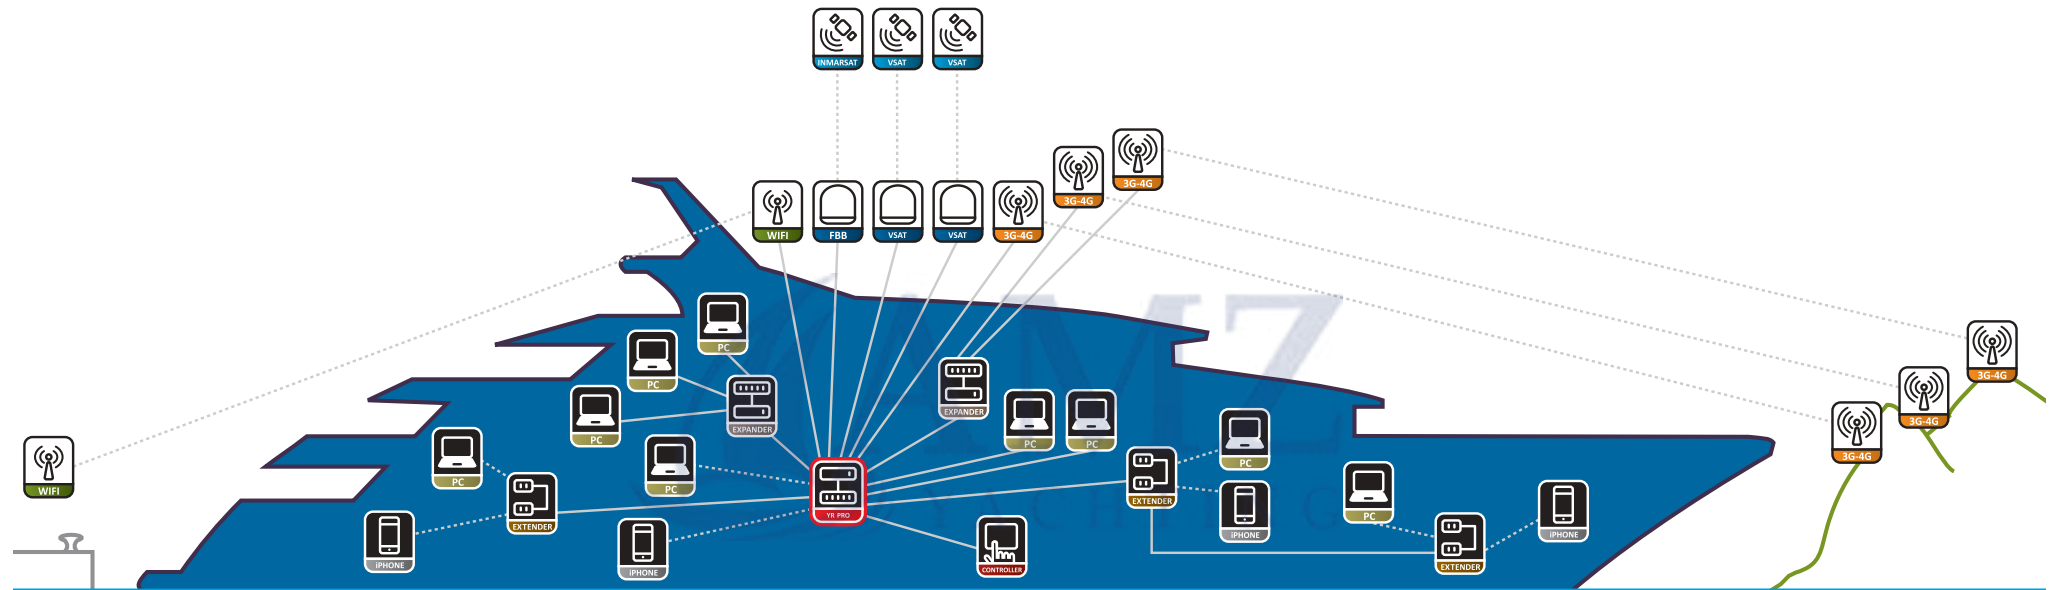 INMARSAT
VSAT
VSAT
3G-4G
3G-4G
WIFI
FBB
VSAT
VSAT
3G-4G
PC
PC
PC
EXPANDER
EXPANDER
PC
PC
PC
PC
PC
PC
WIFI
EXTENDER
YR PRO
EXTENDER
PC
iPHONE
iPHONE
CONTROLLER
iPHONE
iPHONE
EXTENDER
3G-4G
3G-4G
3G-4G
AMZ
YACHTING